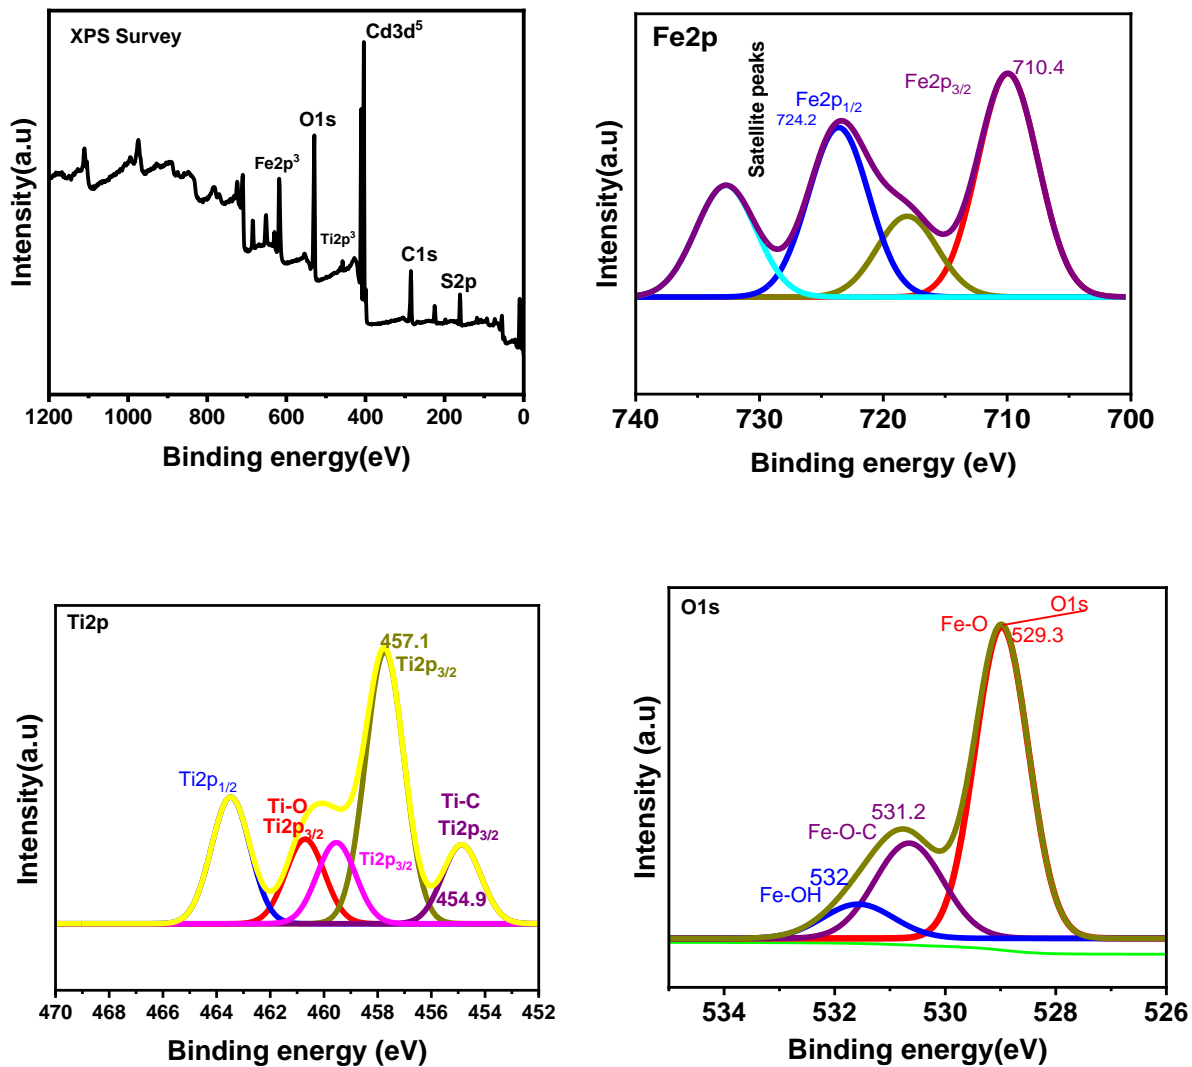 XPS Survey
Cd3d⁵
O1s
Fe2p³
Ti2p³
C1s
S2p
Intensity(a.u)
1200 1000 800 600 400 200 0
Binding energy(eV)
Fe2p
Satellite peaks
Fe2p₁/₂
724.2
Fe2p₃/₂
710.4
Intensity(a.u)
740 730 720 710 700
Binding energy (eV)
Ti2p
457.1
Ti2p₃/₂
Ti2p₁/₂
Ti-O
Ti2p₃/₂
Ti2p₃/₂
Ti-C
Ti2p₃/₂
454.9
Intensity(a.u)
470 468 466 464 462 460 458 456 454 452
Binding energy (eV)
O1s
O1s
Fe-O
529.3
531.2
Fe-O-C
532
Fe-OH
Intensity (a.u)
534 532 530 528 526
Binding energy(eV)